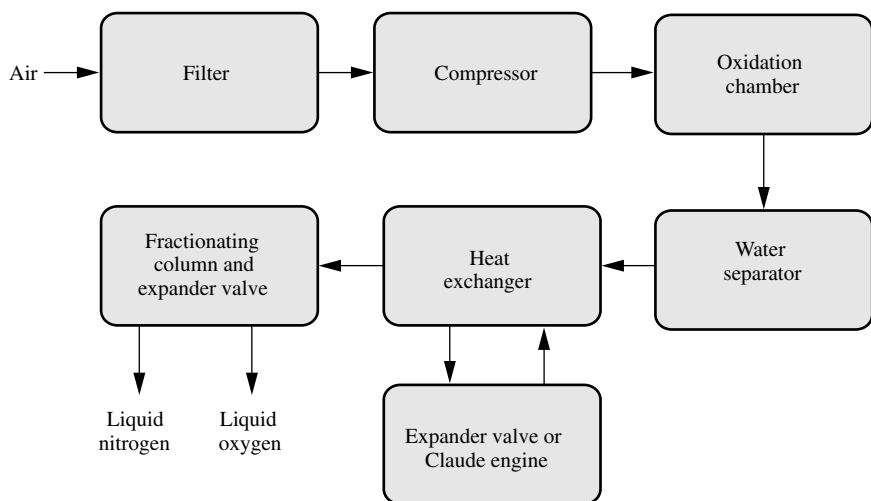 Air
Filter
Compressor
Oxidation
chamber
Fractionating
column and
expander valve
Heat
exchanger
Water
separator
Liquid
nitrogen
Liquid
oxygen
Expander valve or
Claude engine